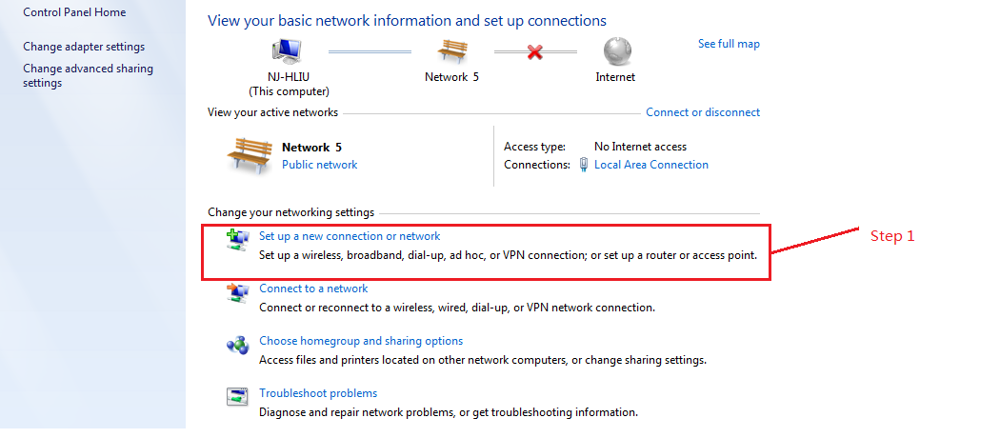 Control Panel Home
Change adapter settings
Change advanced sharing
settings
View your basic network information and set up connections
See full map
NJ-HLIU
(This computer)
Network 5
Internet
View your active networks
Connect or disconnect
Network 5
Public network
Access type: No Internet access
Connections: Local Area Connection
Change your networking settings
Set up a new connection or network
Set up a wireless, broadband, dial-up, ad hoc, or VPN connection; or set up a router or access point.
Step 1
Connect to a network
Connect or reconnect to a wireless, wired, dial-up, or VPN network connection.
Choose homegroup and sharing options
Access files and printers located on other network computers, or change sharing settings.
Troubleshoot problems
Diagnose and repair network problems, or get troubleshooting information.